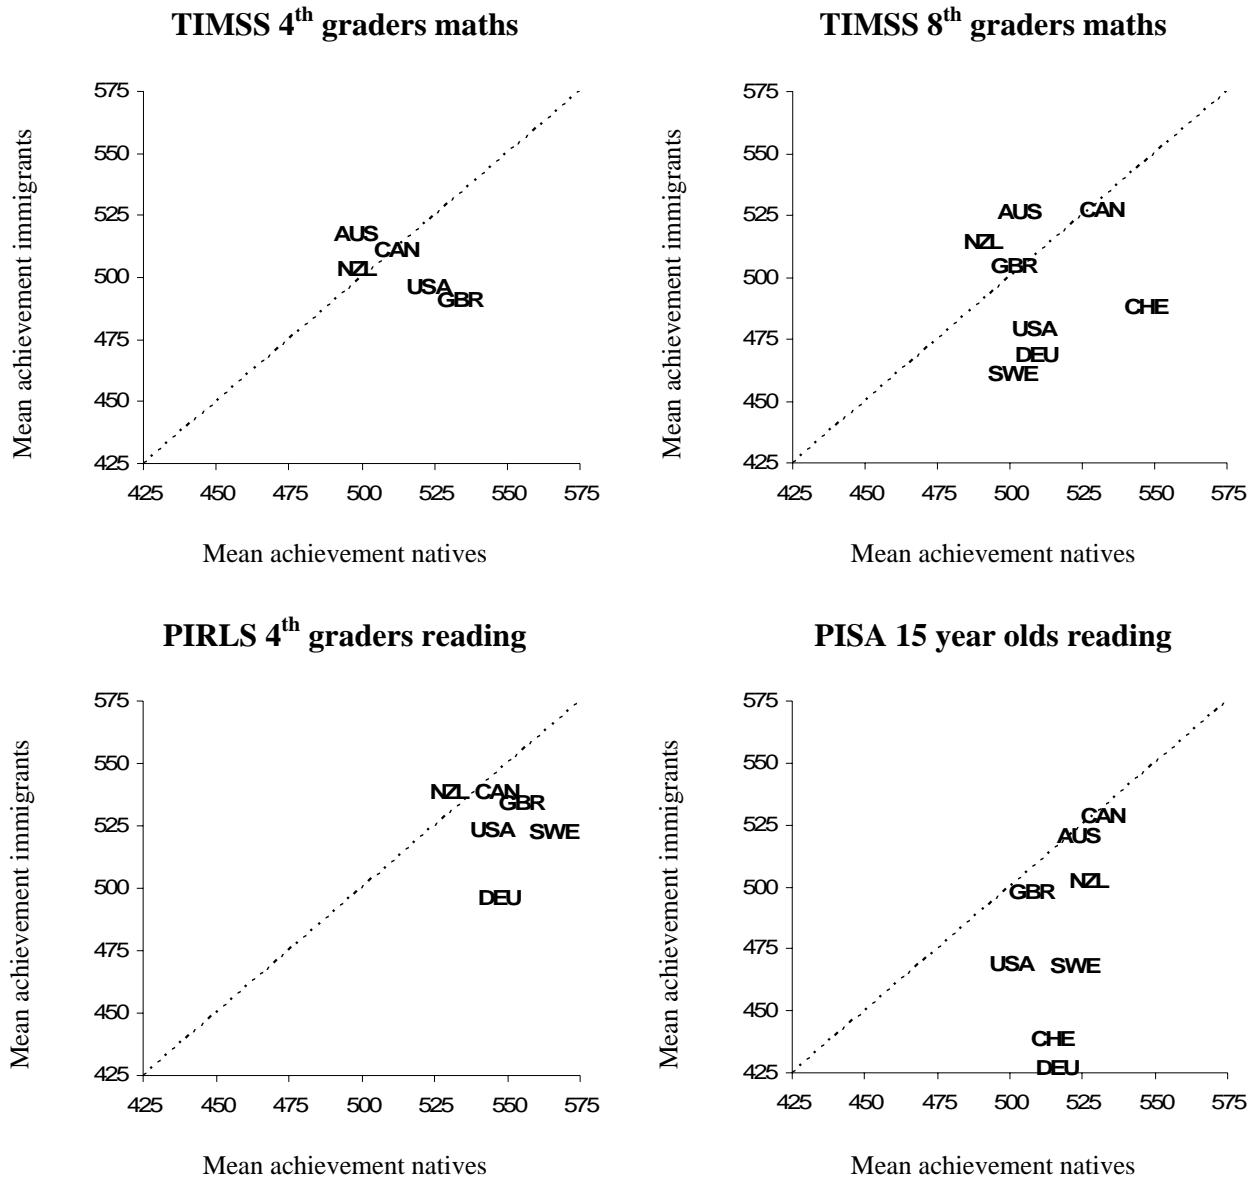 TIMSS 4th graders maths
Mean achievement immigrants
575
550
525
500
475
450
425
AUS
CAN
NZL
USA
GBR
425 450 475 500 525 550 575
Mean achievement natives
TIMSS 8th graders maths
Mean achievement immigrants
575
550
525
500
475
450
425
AUS
CAN
NZL
GBR
CHE
USA
DEU
SWE
425 450 475 500 525 550 575
Mean achievement natives
PIRLS 4th graders reading
Mean achievement immigrants
575
550
525
500
475
450
425
NZL
CAN
GBR
USA
SWE
DEU
425 450 475 500 525 550 575
Mean achievement natives
PISA 15 year olds reading
Mean achievement immigrants
575
550
525
500
475
450
425
CAN
AUS
NZL
GBR
USA
SWE
CHE
DEU
425 450 475 500 525 550 575
Mean achievement natives